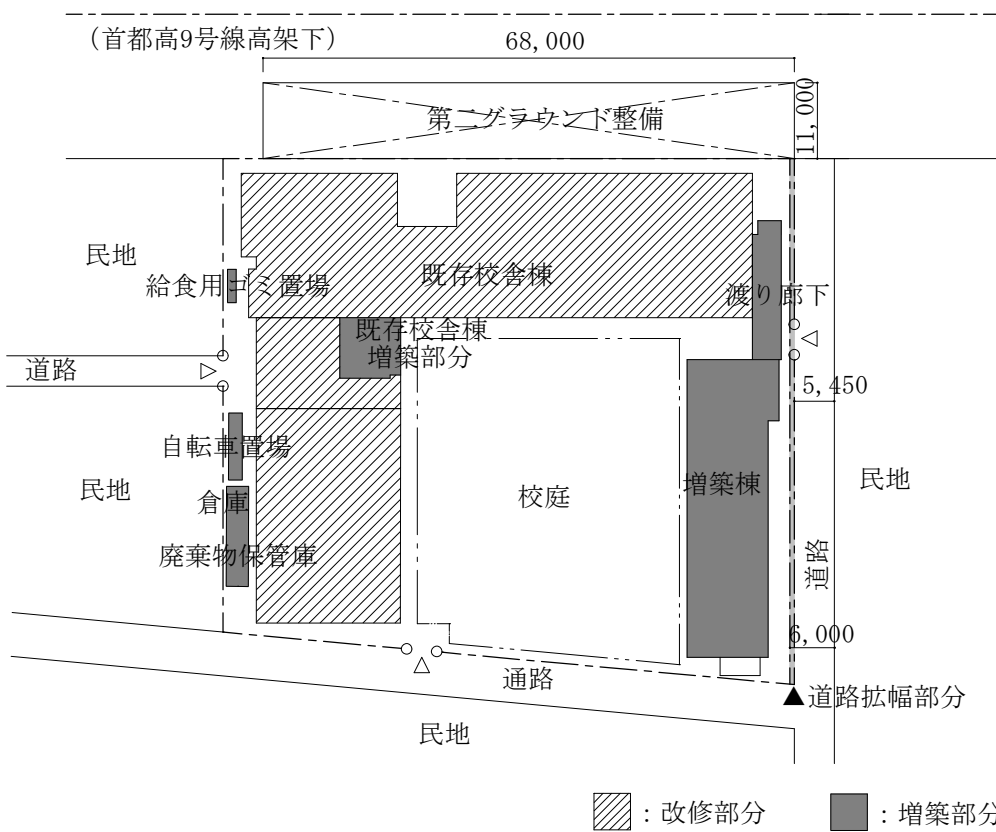 (首都高9号線高架下)
68,000
11,000
第二グラウンド整備
民地
給食用ゴミ置場
既存校舎棟
渡り廊下
既存校舎棟
増築部分
道路
5,450
自転車置場
民地
倉庫
校庭
増築棟
民地
廃棄物保管庫
道路
6,000
通路
道路拡幅部分
民地
:改修部分
:増築部分